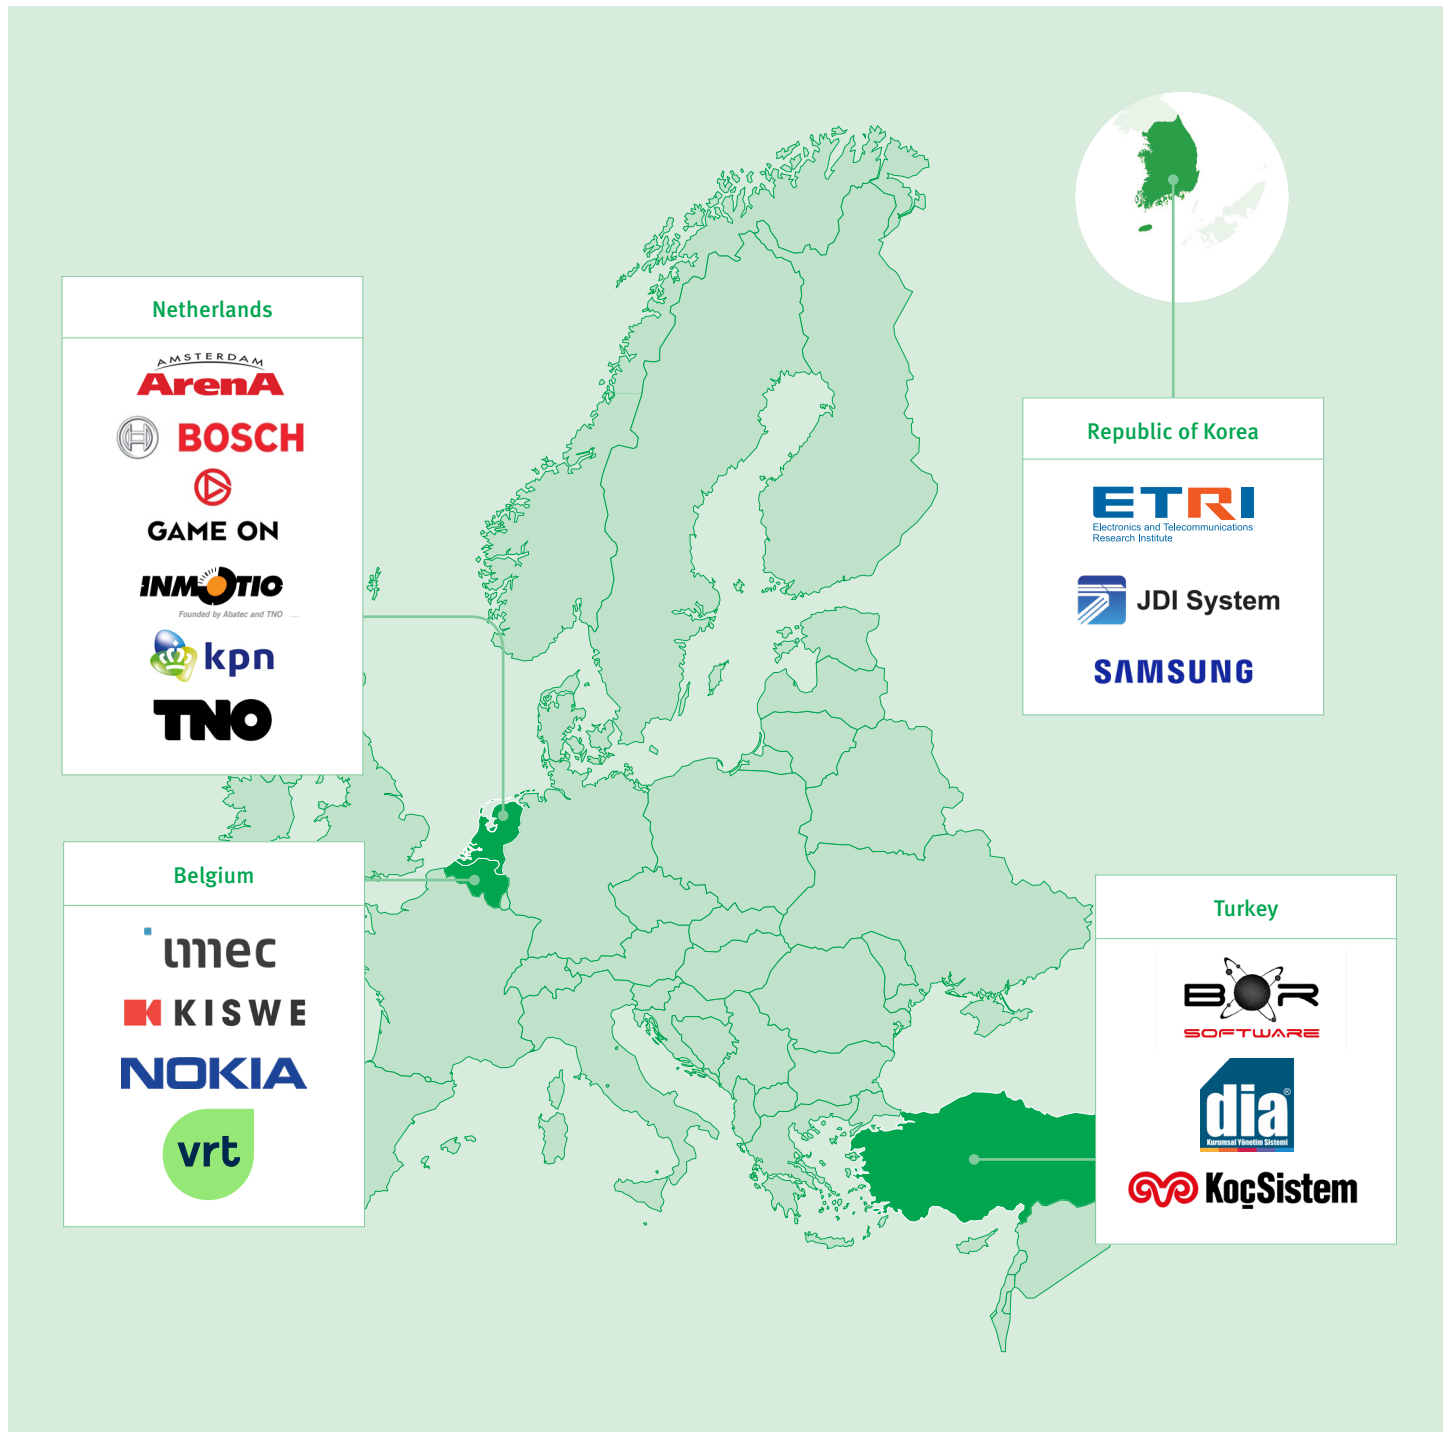 Netherlands
AMSTERDAM
ArenA
BOSCH
GAME ON
INMOTIO
Founded by Abatec and TNO
kpn
TNO
Belgium
imec
KISWE
NOKIA
vrt
Republic of Korea
ETRI
Electronics and Telecommunications
Research Institute
JDI System
SAMSUNG
Turkey
BOR
SOFTWARE
dia®
Kurumsal Yönetim Sistemi
KoçSistem